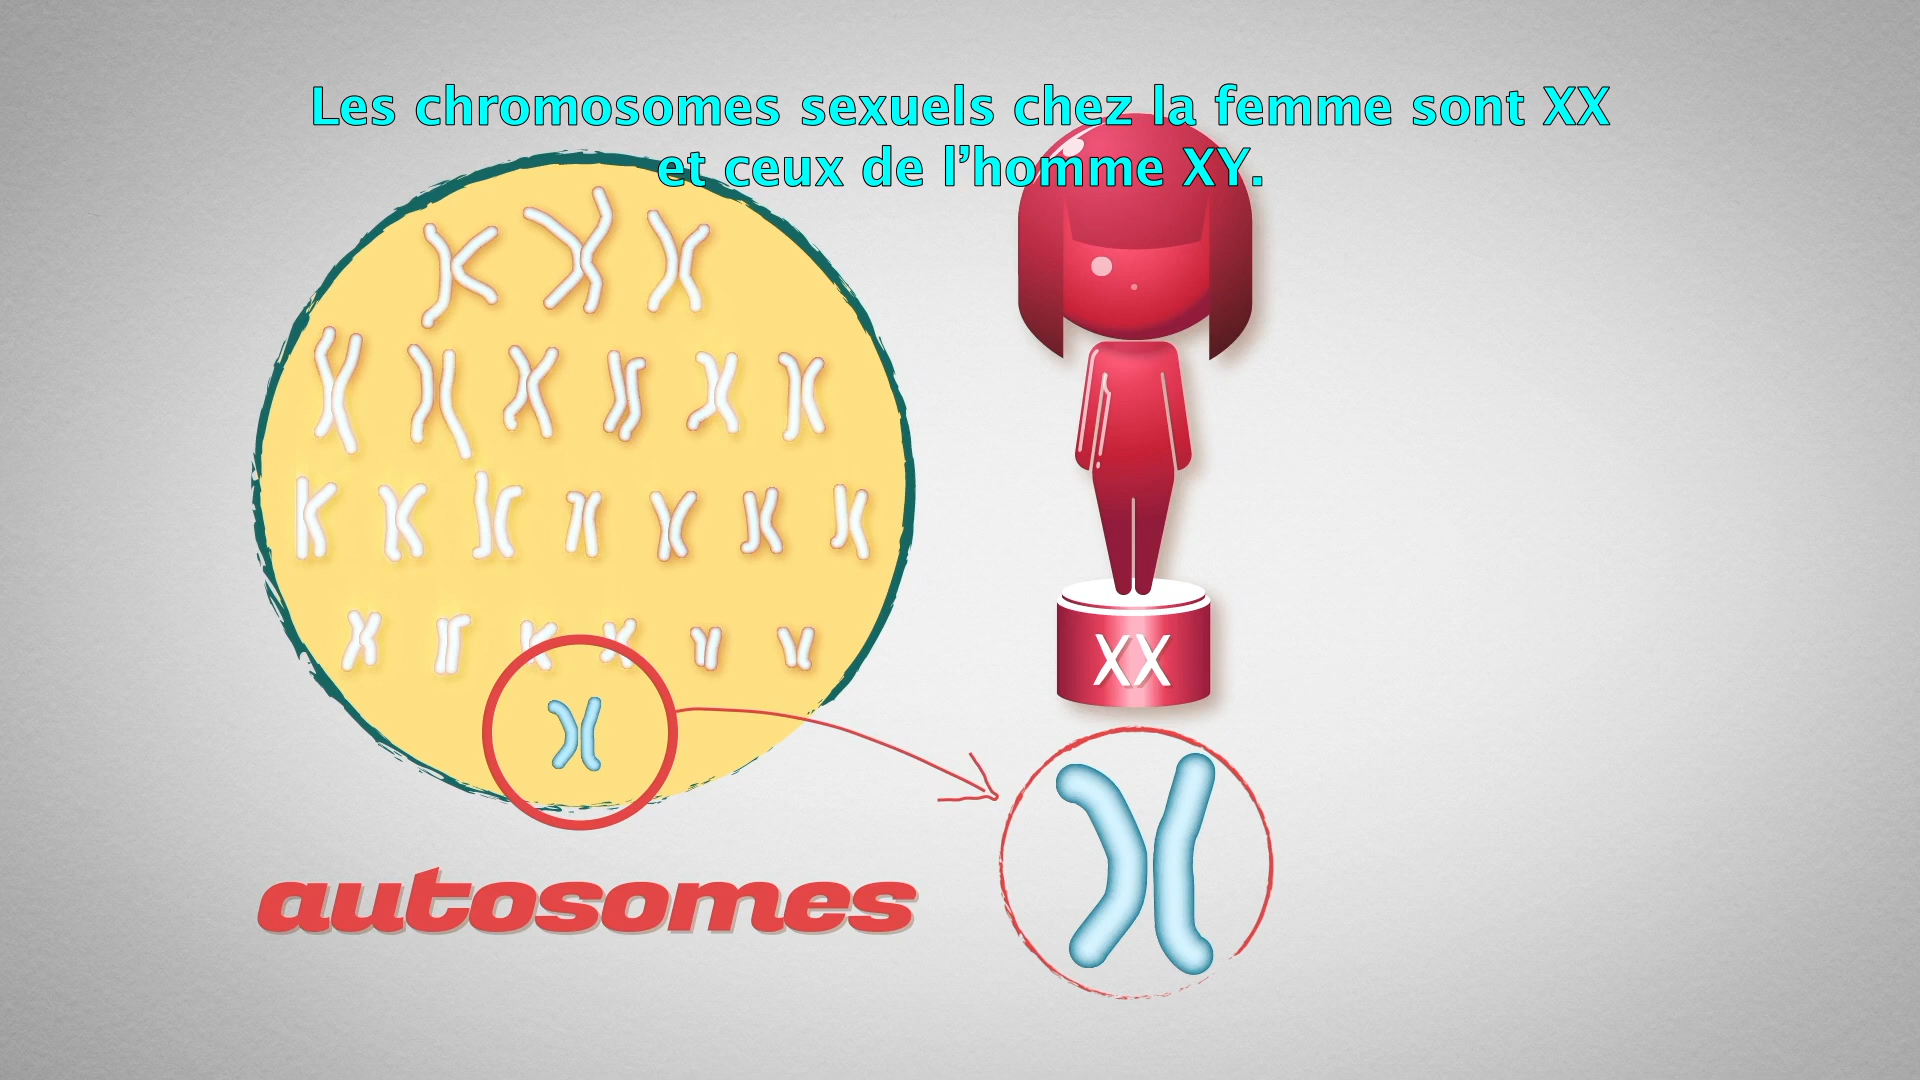 Les chromosomes sexuels chez la femme sont XX
et ceux de l’homme XY.
XX
autosomes